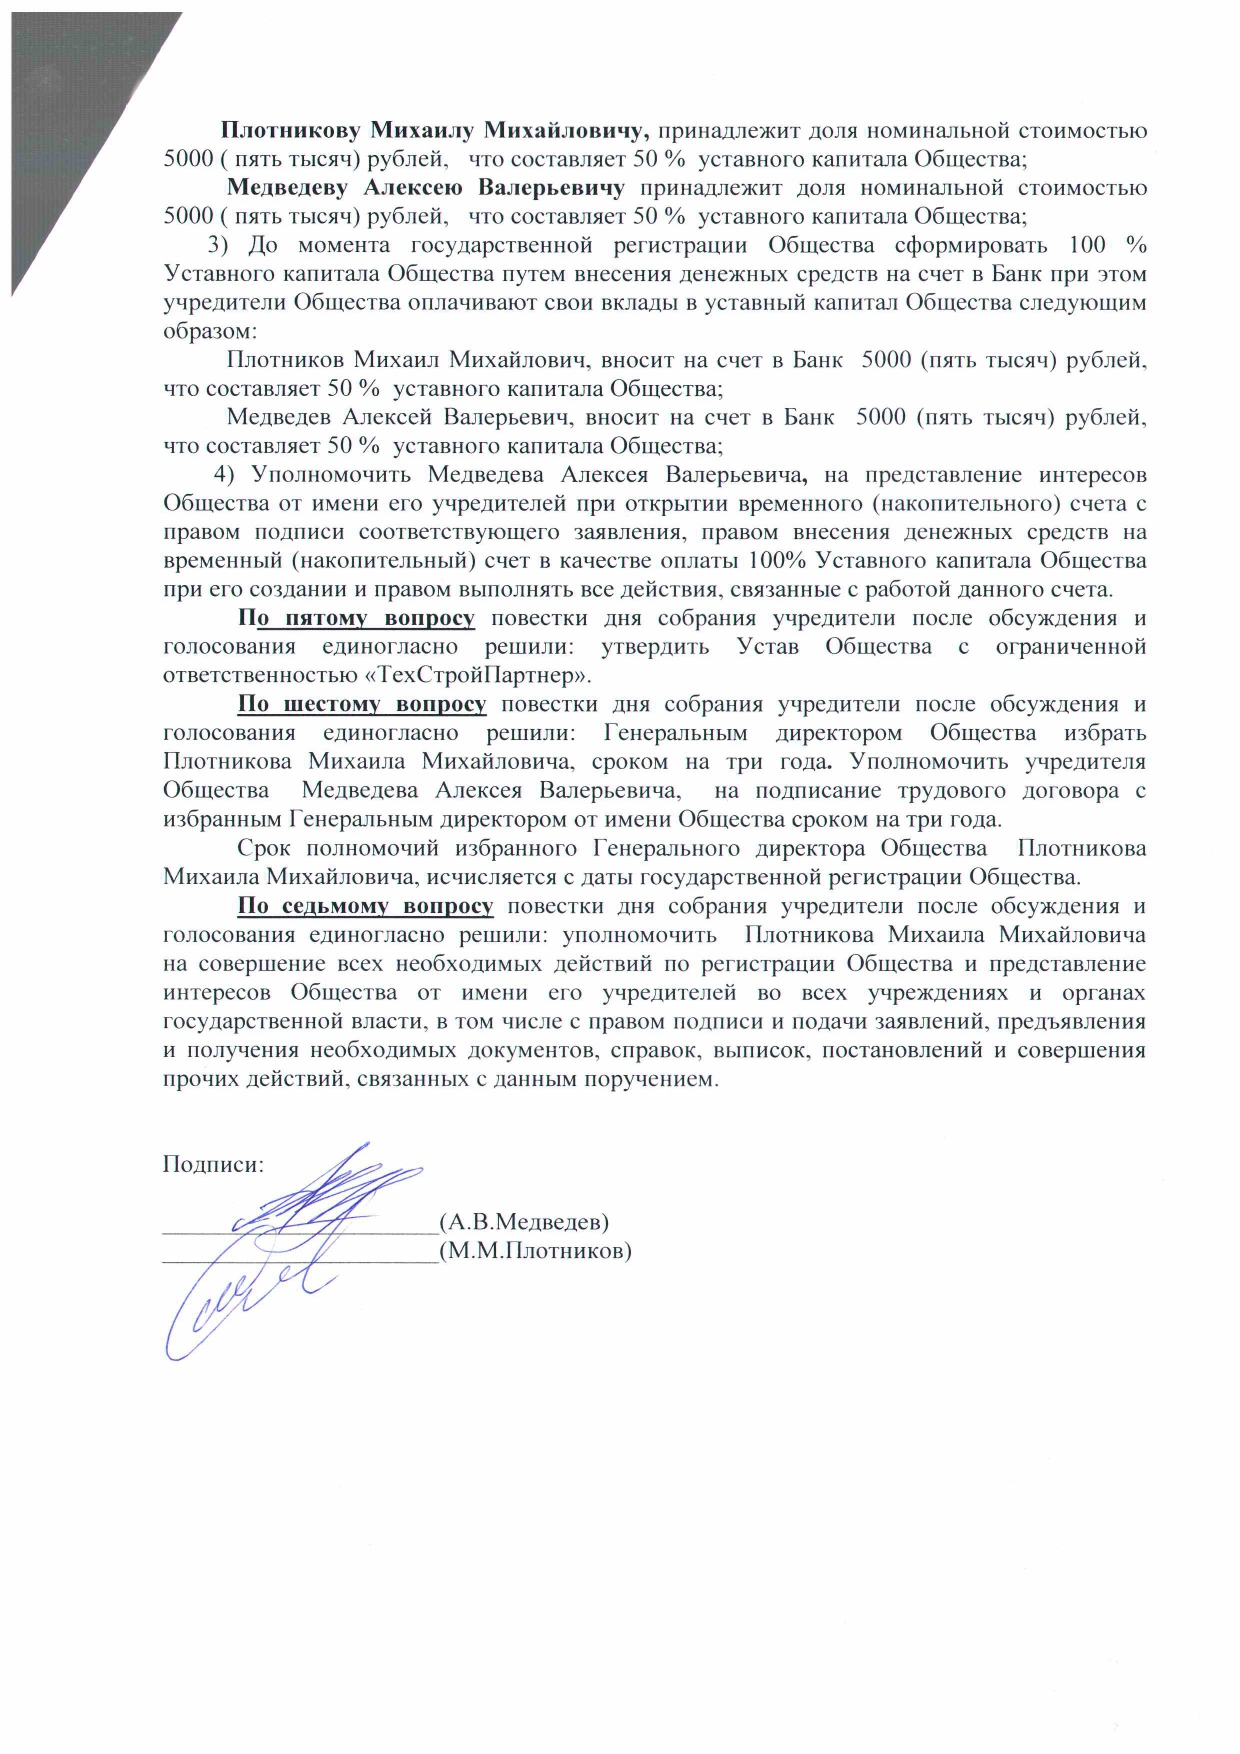 Плотникову Михаилу Михайловичу, принадлежит доля номинальной стоимостью
5000 ( пять тысяч) рублей, что составляет 50 % уставного капитала Общества;
Медведеву Алексею Валерьевичу принадлежит доля номинальной стоимостью
5000 ( пять тысяч) рублей, что составляет 50 % уставного капитала Общества;
3) До момента государственной регистрации Общества сформировать 100 %
Уставного капитала Общества путем внесения денежных средств на счет в Банк при этом
учредители Общества оплачивают свои вклады в уставный капитал Общества следующим
образом:
Плотников Михаил Михайлович, вносит на счет в Банк 5000 (пять тысяч) рублей,
что составляет 50 % уставного капитала Общества;
Медведев Алексей Валерьевич, вносит на счет в Банк 5000 (пять тысяч) рублей,
что составляет 50 % уставного капитала Общества;
4) Уполномочить Медведева Алексея Валерьевича, на представление интересов
Общества от имени его учредителей при открытии временного (накопительного) счета с
правом подписи соответствующего заявления, правом внесения денежных средств на
временный (накопительный) счет в качестве оплаты 100% Уставного капитала Общества
при его создании и правом выполнять все действия, связанные с работой данного счета.
По пятому вопросу повестки дня собрания учредители после обсуждения и
голосования единогласно решили: утвердить Устав Общества с ограниченной
ответственностью «ТехСтройПартнер».
По шестому вопросу повестки дня собрания учредители после обсуждения и
голосования единогласно решили: Генеральным директором Общества избрать
Плотникова Михаила Михайловича, сроком на три года. Уполномочить учредителя
Общества Медведева Алексея Валерьевича, на подписание трудового договора с
избранным Генеральным директором от имени Общества сроком на три года.
Срок полномочий избранного Генерального директора Общества Плотникова
Михаила Михайловича, исчисляется с даты государственной регистрации Общества.
По седьмому вопросу повестки дня собрания учредители после обсуждения и
голосования единогласно решили: уполномочить Плотникова Михаила Михайловича
на совершение всех необходимых действий по регистрации Общества и представление
интересов Общества от имени его учредителей во всех учреждениях и органах
государственной власти, в том числе с правом подписи и подачи заявлений, предъявления
и получения необходимых документов, справок, выписок, постановлений и совершения
прочих действий, связанных с данным поручением.
Подписи:
(А.В.Медведев)
(М.М.Плотников)